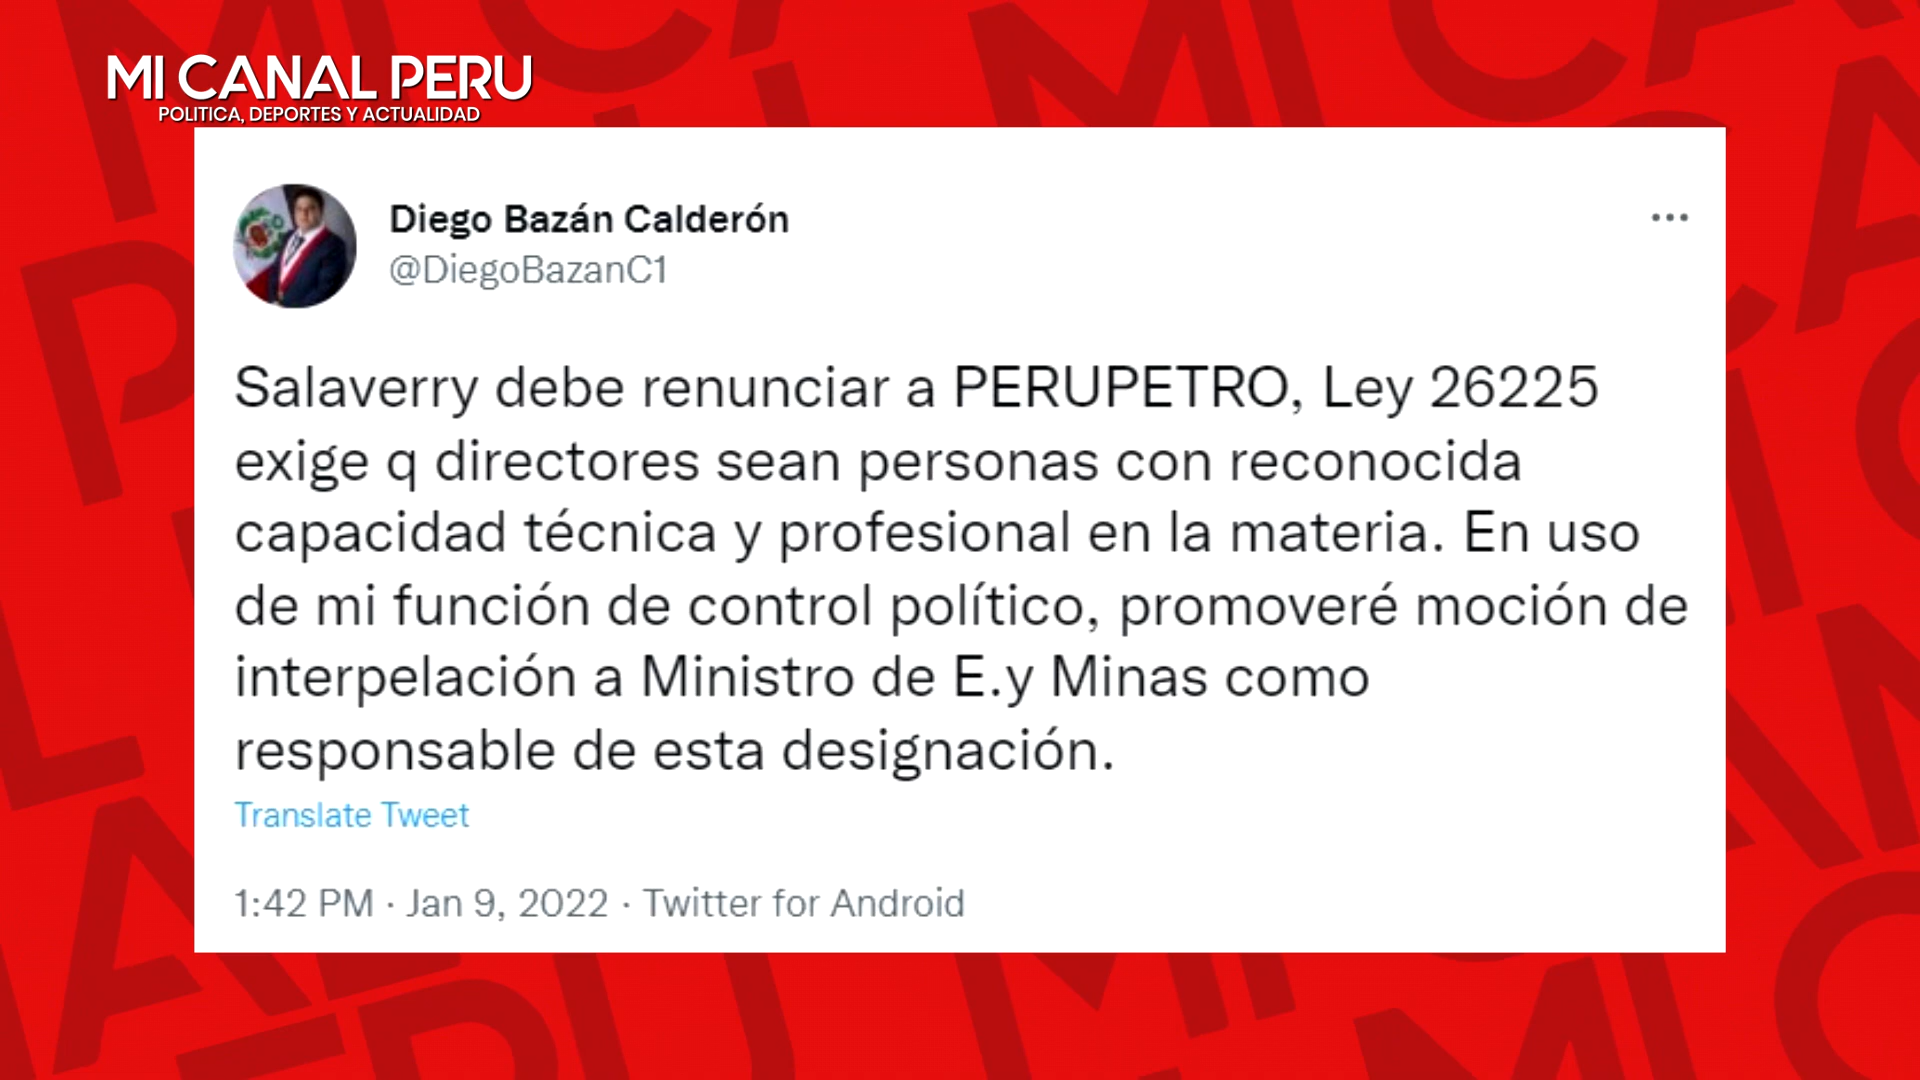 MI CANAL PERU
POLITICA, DEPORTES Y ACTUALIDAD
Diego Bazán Calderón
@DiegoBazanC1
Salaverry debe renunciar a PERUPETRO, Ley 26225
exige q directores sean personas con reconocida
capacidad técnica y profesional en la materia. En uso
de mi función de control político, promoveré moción de
interpelación a Ministro de E.y Minas como
responsable de esta designación.
Translate Tweet
1:42 PM · Jan 9, 2022 · Twitter for Android